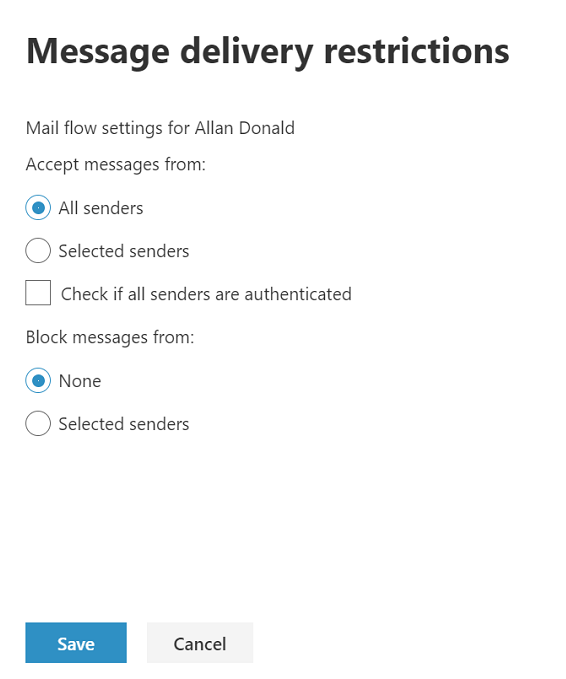 Message delivery restrictions
Mail flow settings for Allan Donald
Accept messages from:
All senders
Selected senders
Check if all senders are authenticated
Block messages from:
None
Selected senders
Save
Cancel